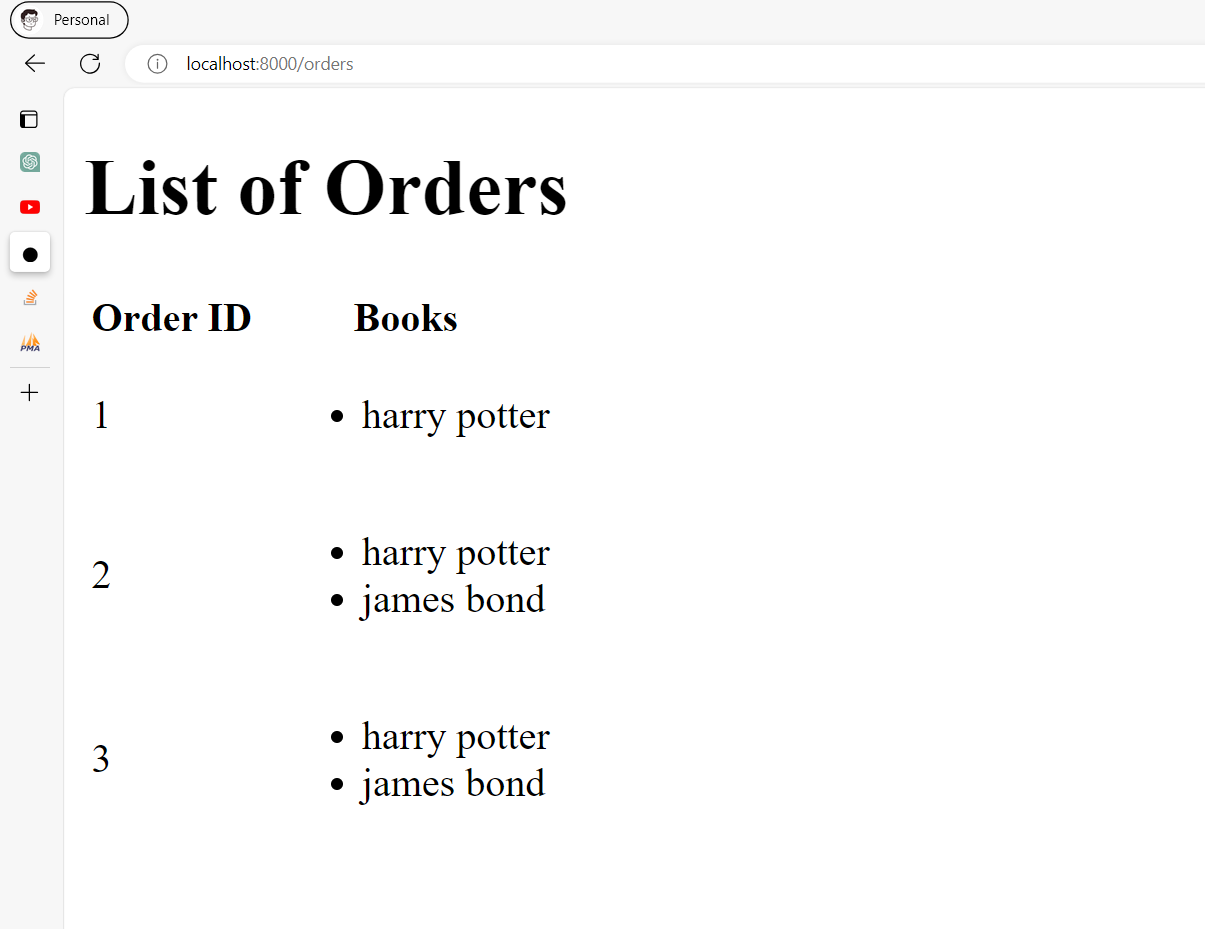 Personal
localhost:8000/orders
List of Orders
Order ID Books
1 harry potter
2 harry potter
james bond
3 harry potter
james bond
PMA